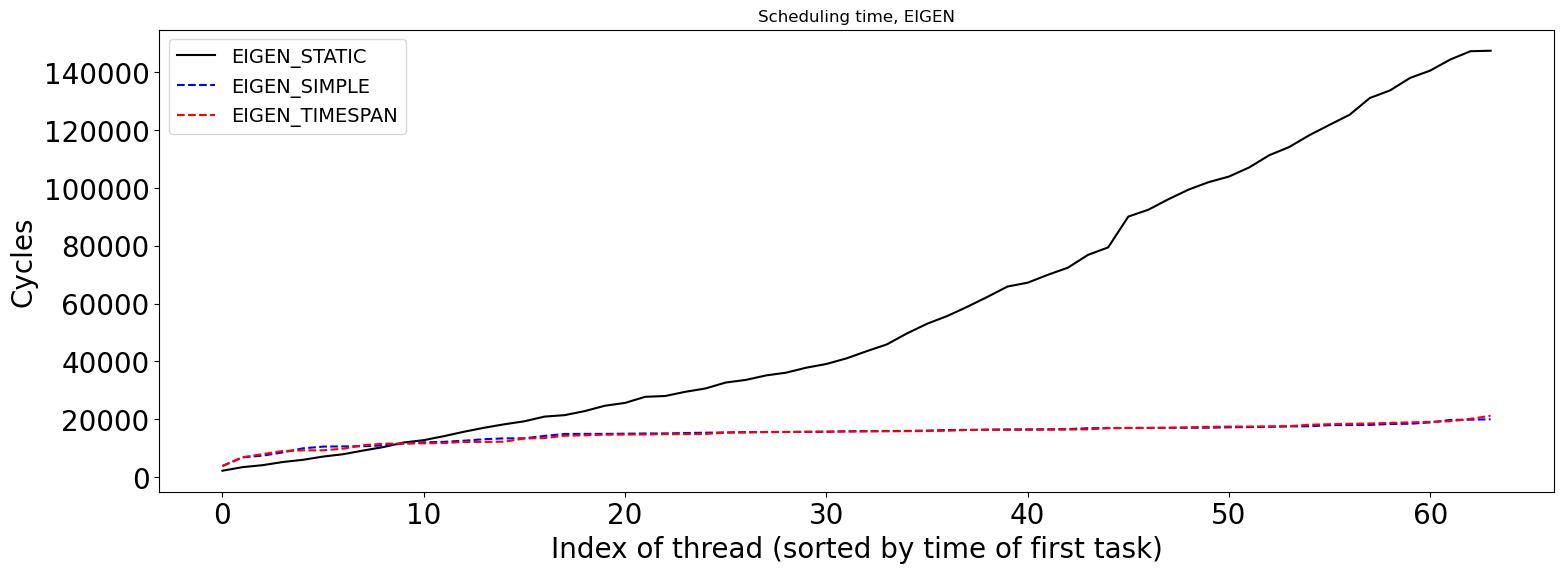 Scheduling time, EIGEN
EIGEN_STATIC
EIGEN_SIMPLE
EIGEN_TIMESPAN
Cycles
140000
120000
100000
80000
60000
40000
20000
0
0 10 20 30 40 50 60
Index of thread (sorted by time of first task)